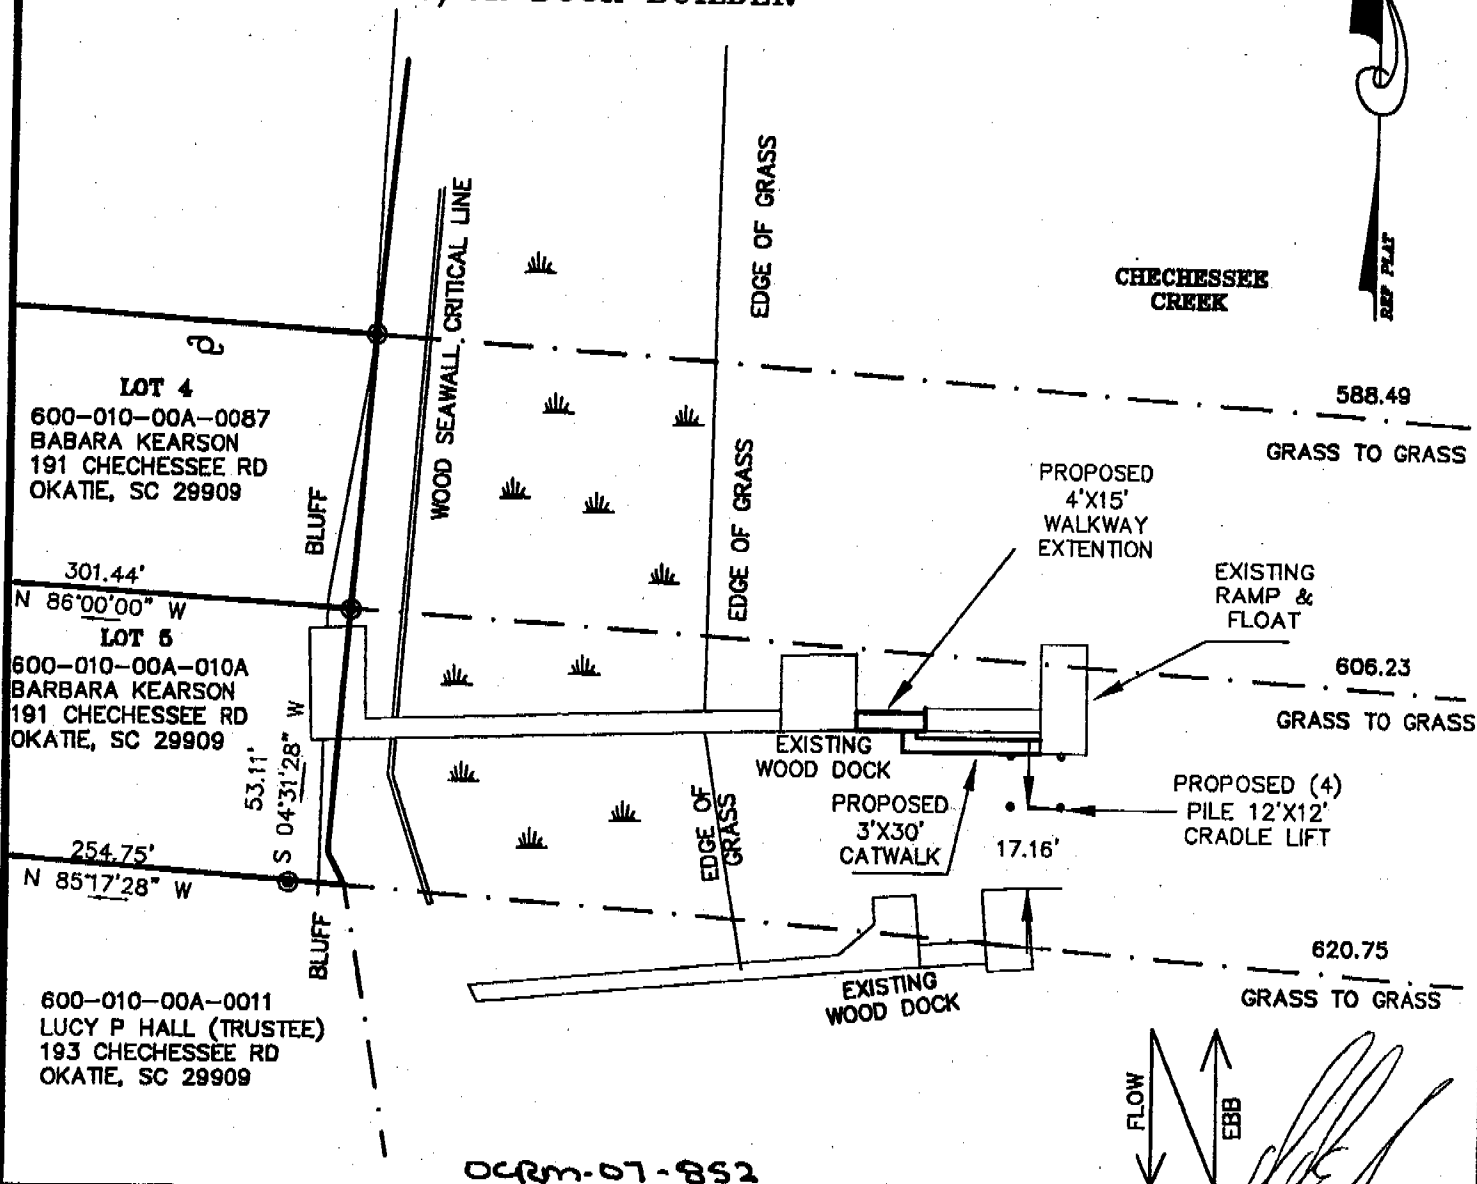 DOCK BUILDER
REF PLAT
CHECHESSEE
CREEK
WOOD SEAWALL CRITICAL LINE
EDGE OF GRASS
LOT 4
600-010-00A-0087
BABARA KEARSON
191 CHECHESSEE RD
OKATIE, SC 29909
588.49
GRASS TO GRASS
BLUFF
EDGE OF GRASS
PROPOSED
4'X15'
WALKWAY
EXTENTION
EXISTING
RAMP &
FLOAT
301.44'
N 86°00'00" W
LOT 5
600-010-00A-010A
BARBARA KEARSON
191 CHECHESSEE RD
OKATIE, SC 29909
53.11'
S 04°31'28" W
606.23
GRASS TO GRASS
EXISTING
WOOD DOCK
PROPOSED
3'X30'
CATWALK
EDGE OF
GRASS
17.16'
PROPOSED (4)
PILE 12'X12'
CRADLE LIFT
254.75'
N 85°17'28" W
BLUFF
620.75
GRASS TO GRASS
EXISTING
WOOD DOCK
600-010-00A-0011
LUCY P HALL (TRUSTEE)
193 CHECHESSEE RD
OKATIE, SC 29909
FLOW
EBB
OCRM-07-852